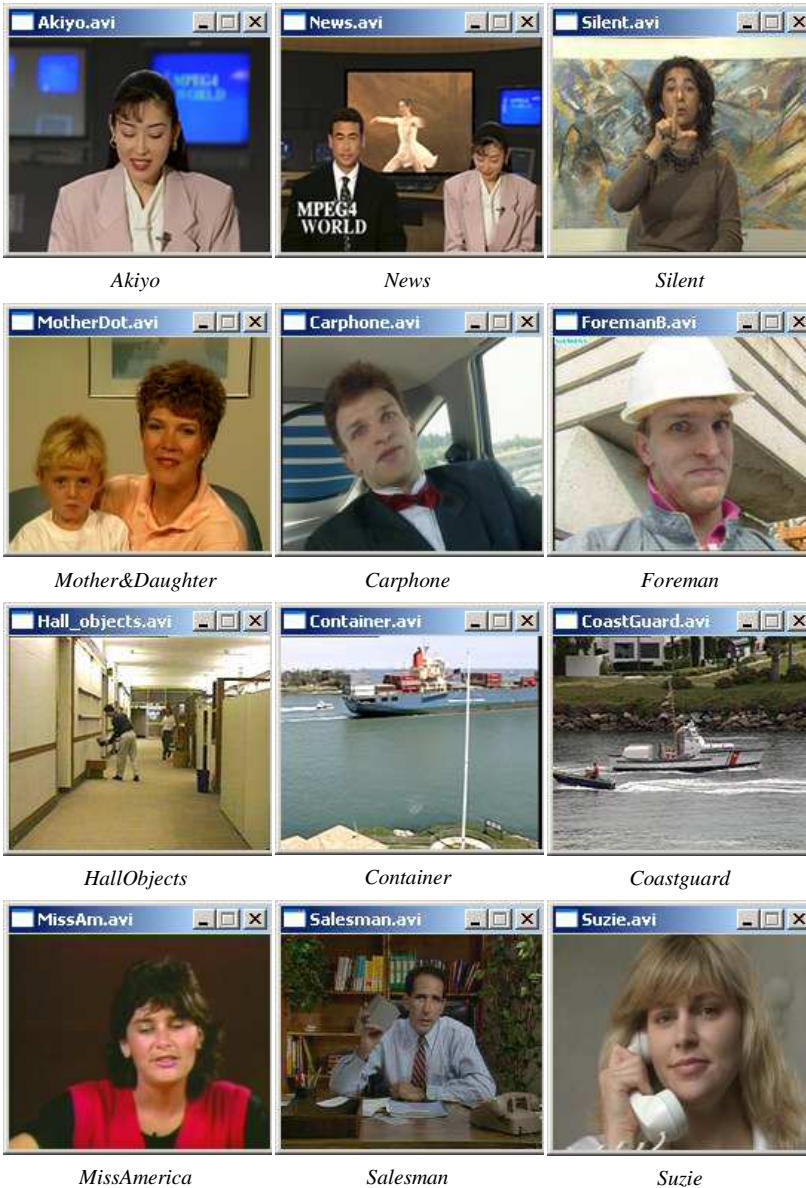 Akiyo.avi
News.avi
Silent.avi
MPEG4
WORLD
MPEG4
WORLD
Akiyo
News
Silent
MotherDot.avi
Carphone.avi
ForemanB.avi
SIEMENS
Mother&Daughter
Carphone
Foreman
Hall_objects.avi
Container.avi
CoastGuard.avi
HallObjects
Container
Coastguard
MissAm.avi
Salesman.avi
Suzie.avi
MissAmerica
Salesman
Suzie